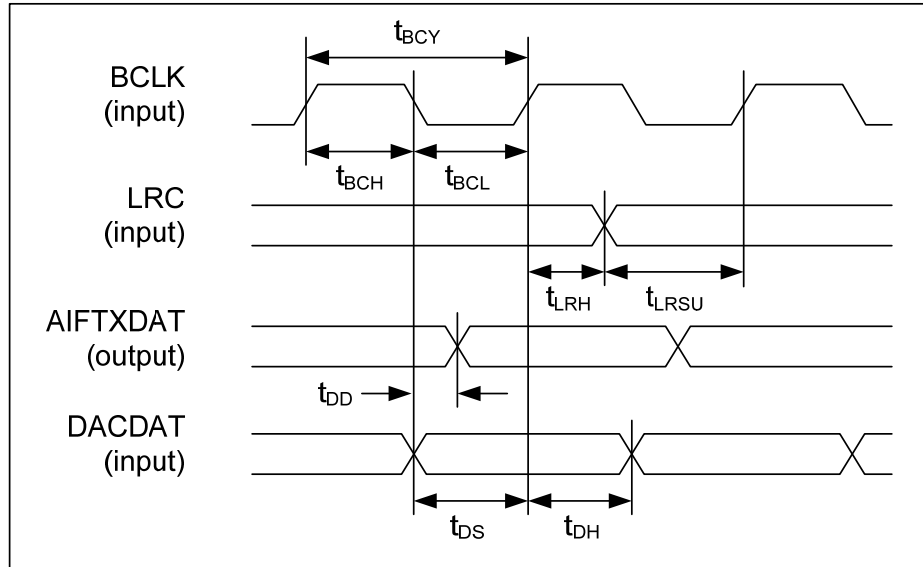 tBCY
BCLK
(input)
tBCH
tBCL
LRC
(input)
tLRH
tLRSU
AIFTXDAT
(output)
tDD
DACDAT
(input)
tDS
tDH